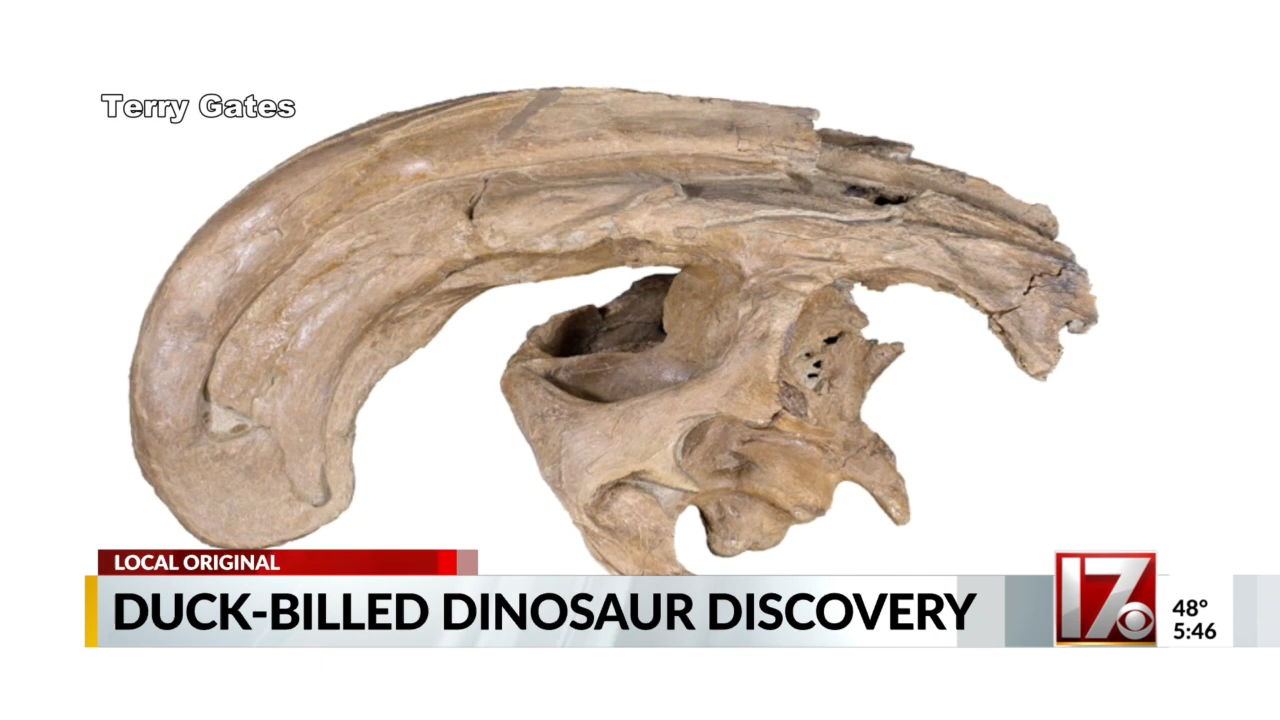 Terry Gates
LOCAL ORIGINAL
DUCK-BILLED DINOSAUR DISCOVERY
17
48°
5:46